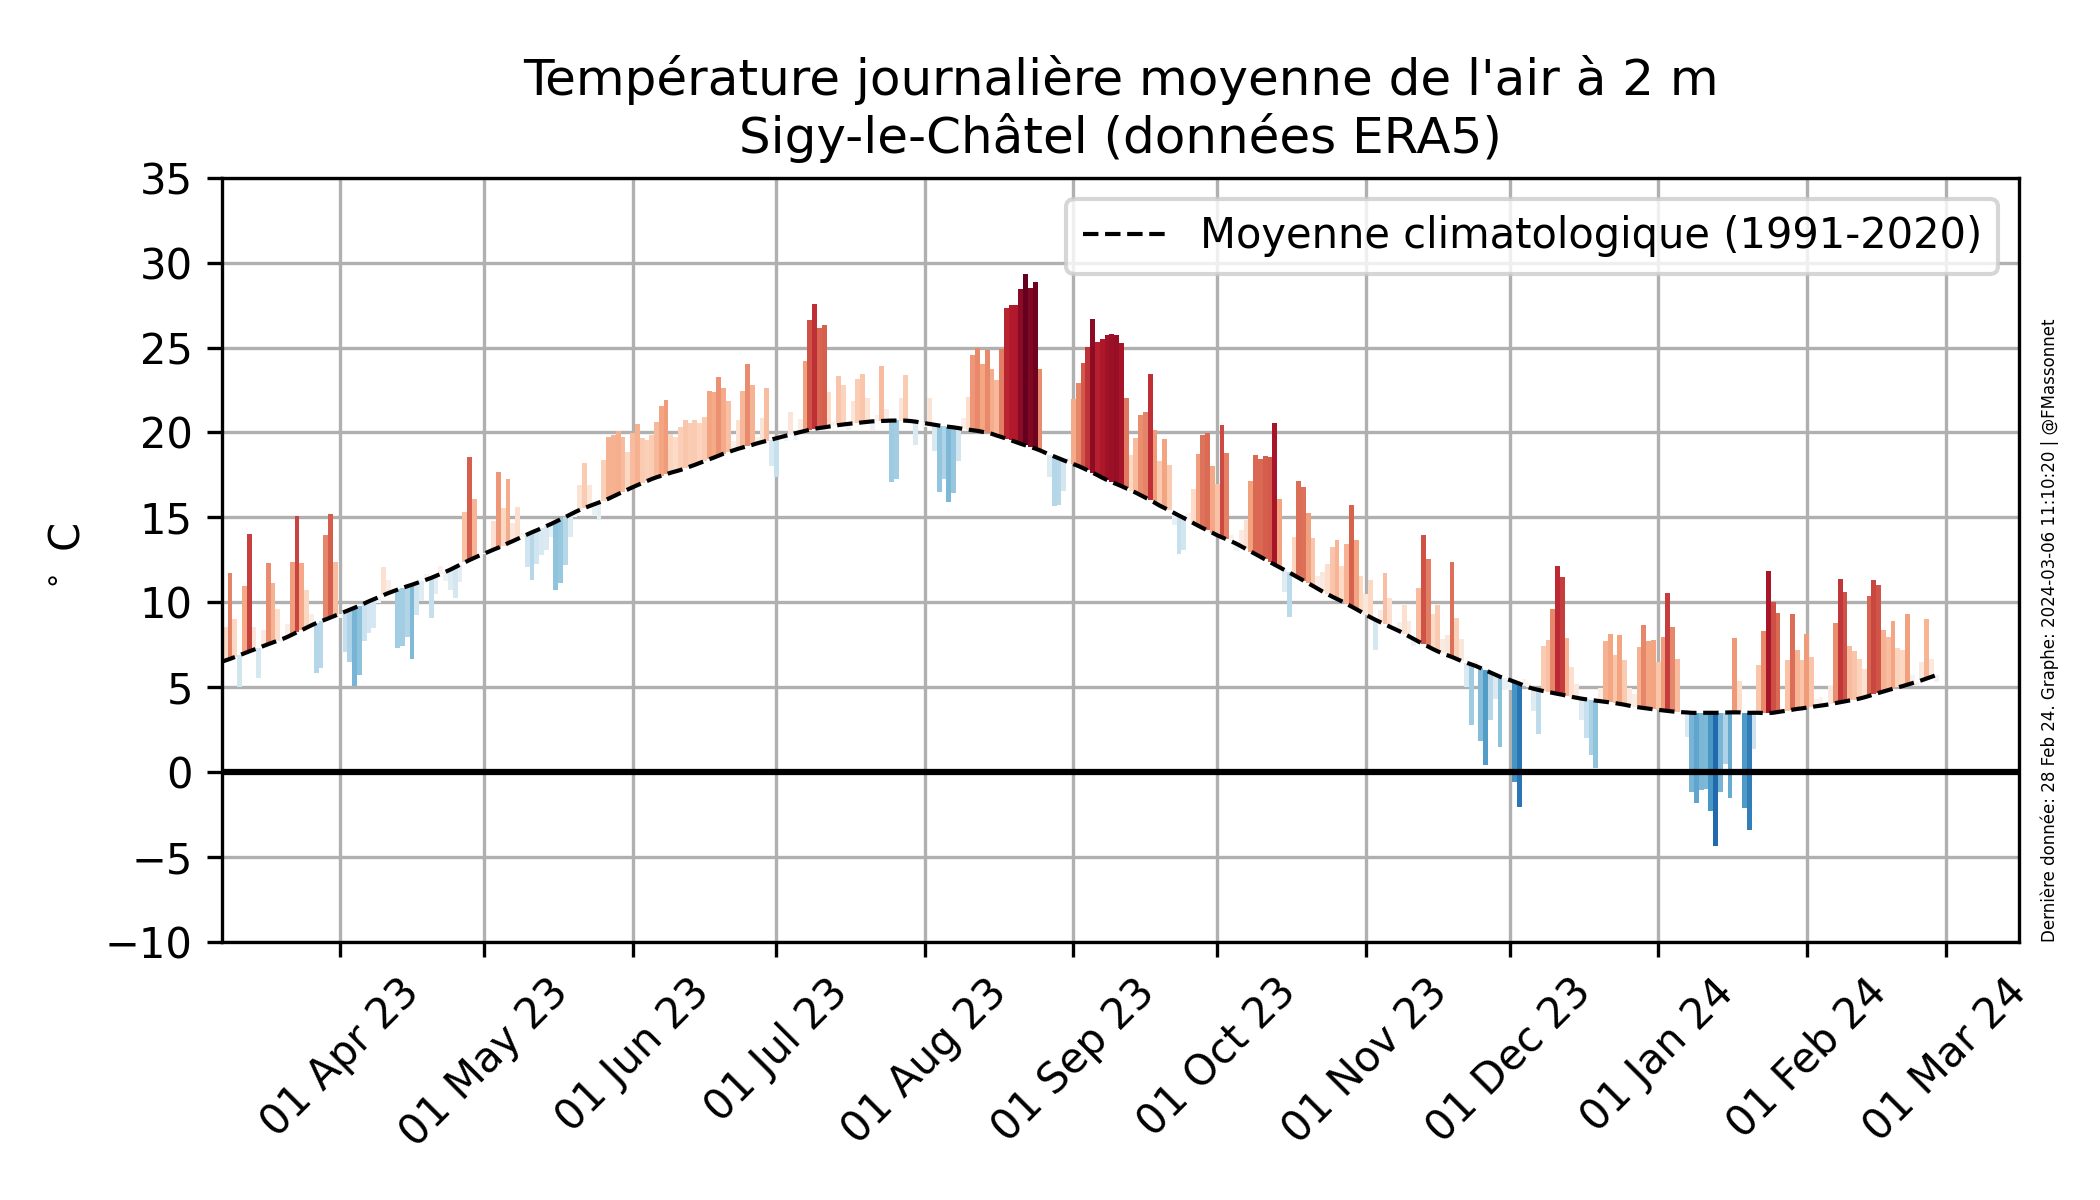 Température journalière moyenne de l'air à 2 m
Sigy-le-Châtel (données ERA5)
Moyenne climatologique (1991-2020)
° C
35
30
25
20
15
10
5
0
−5
−10
01 Apr 23
01 May 23
01 Jun 23
01 Jul 23
01 Aug 23
01 Sep 23
01 Oct 23
01 Nov 23
01 Dec 23
01 Jan 24
01 Feb 24
01 Mar 24
Dernière donnée: 28 Feb 24. Graphe: 2024-03-06 11:10:20 | @FMassonnet